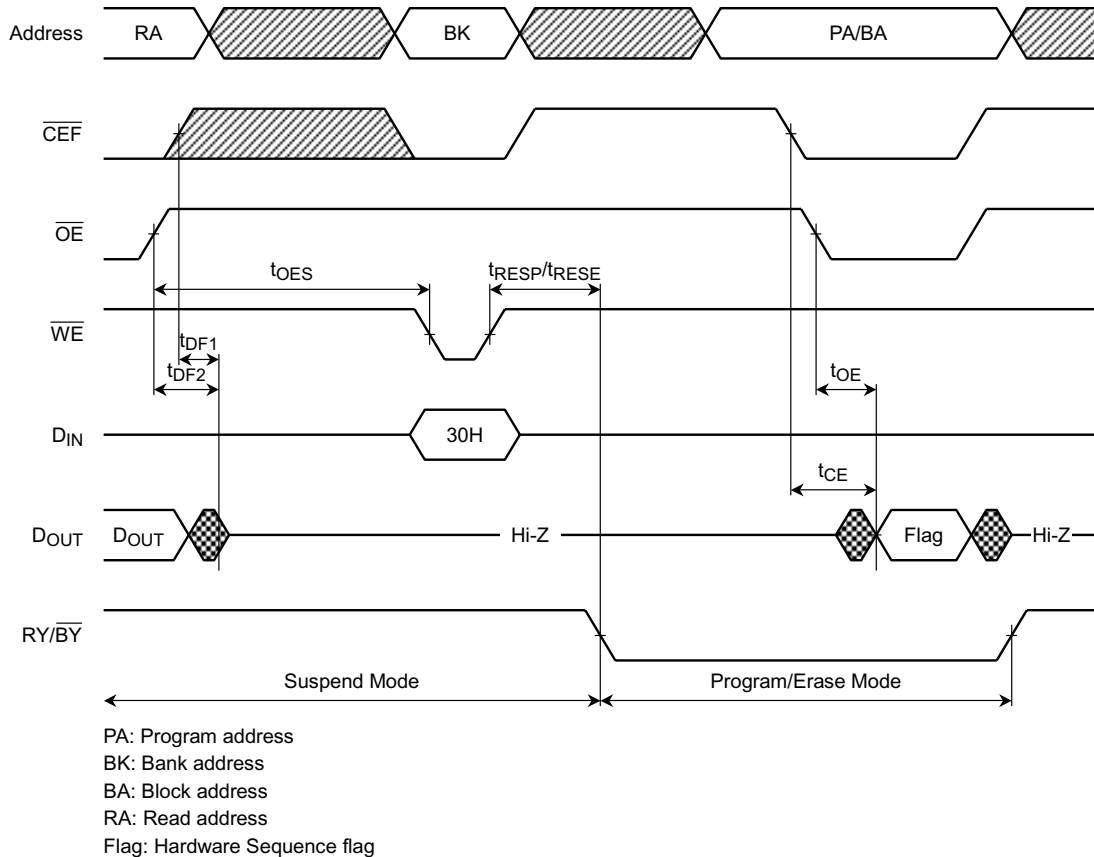 Address RA BK PA/BA
CEF
OE
tOES tRESP/tRESE
WE
tDF1
tDF2 tOE
DIN 30H
tCE
DOUT DOUT Hi-Z Flag Hi-Z
RY/BY
Suspend Mode Program/Erase Mode
PA: Program address
BK: Bank address
BA: Block address
RA: Read address
Flag: Hardware Sequence flag